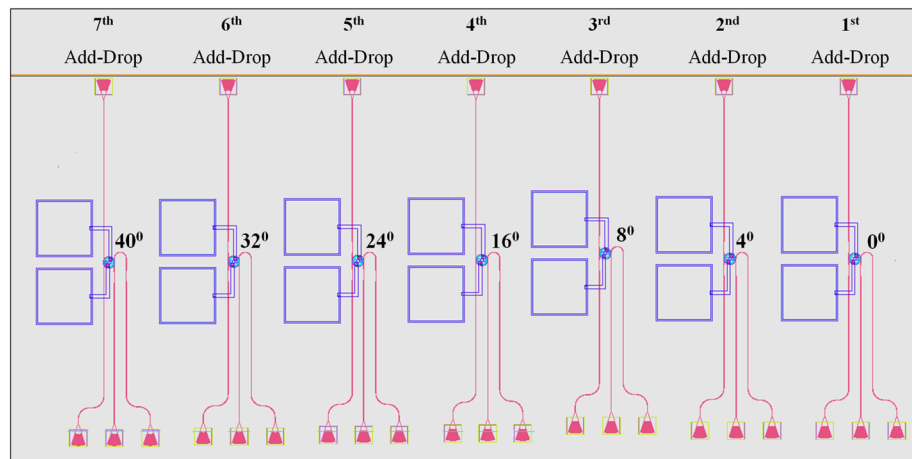 7th 6th 5th 4th 3rd 2nd 1st
Add-Drop Add-Drop Add-Drop Add-Drop Add-Drop Add-Drop Add-Drop
40⁰ 32⁰ 24⁰ 16⁰ 8⁰ 4⁰ 0⁰